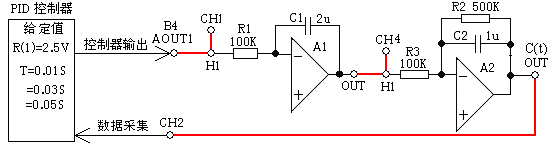 PID 控制器
给定值
R(1)=2.5V
T=0.01S
=0.03S
=0.05S
控制器输出
B4
AOUT1
CH1
H1
R1
100K
C1
2u
A1
OUT
CH4
H1
R3
100K
R2 500K
C2
1u
A2
C(t)
OUT
数据采集
CH2